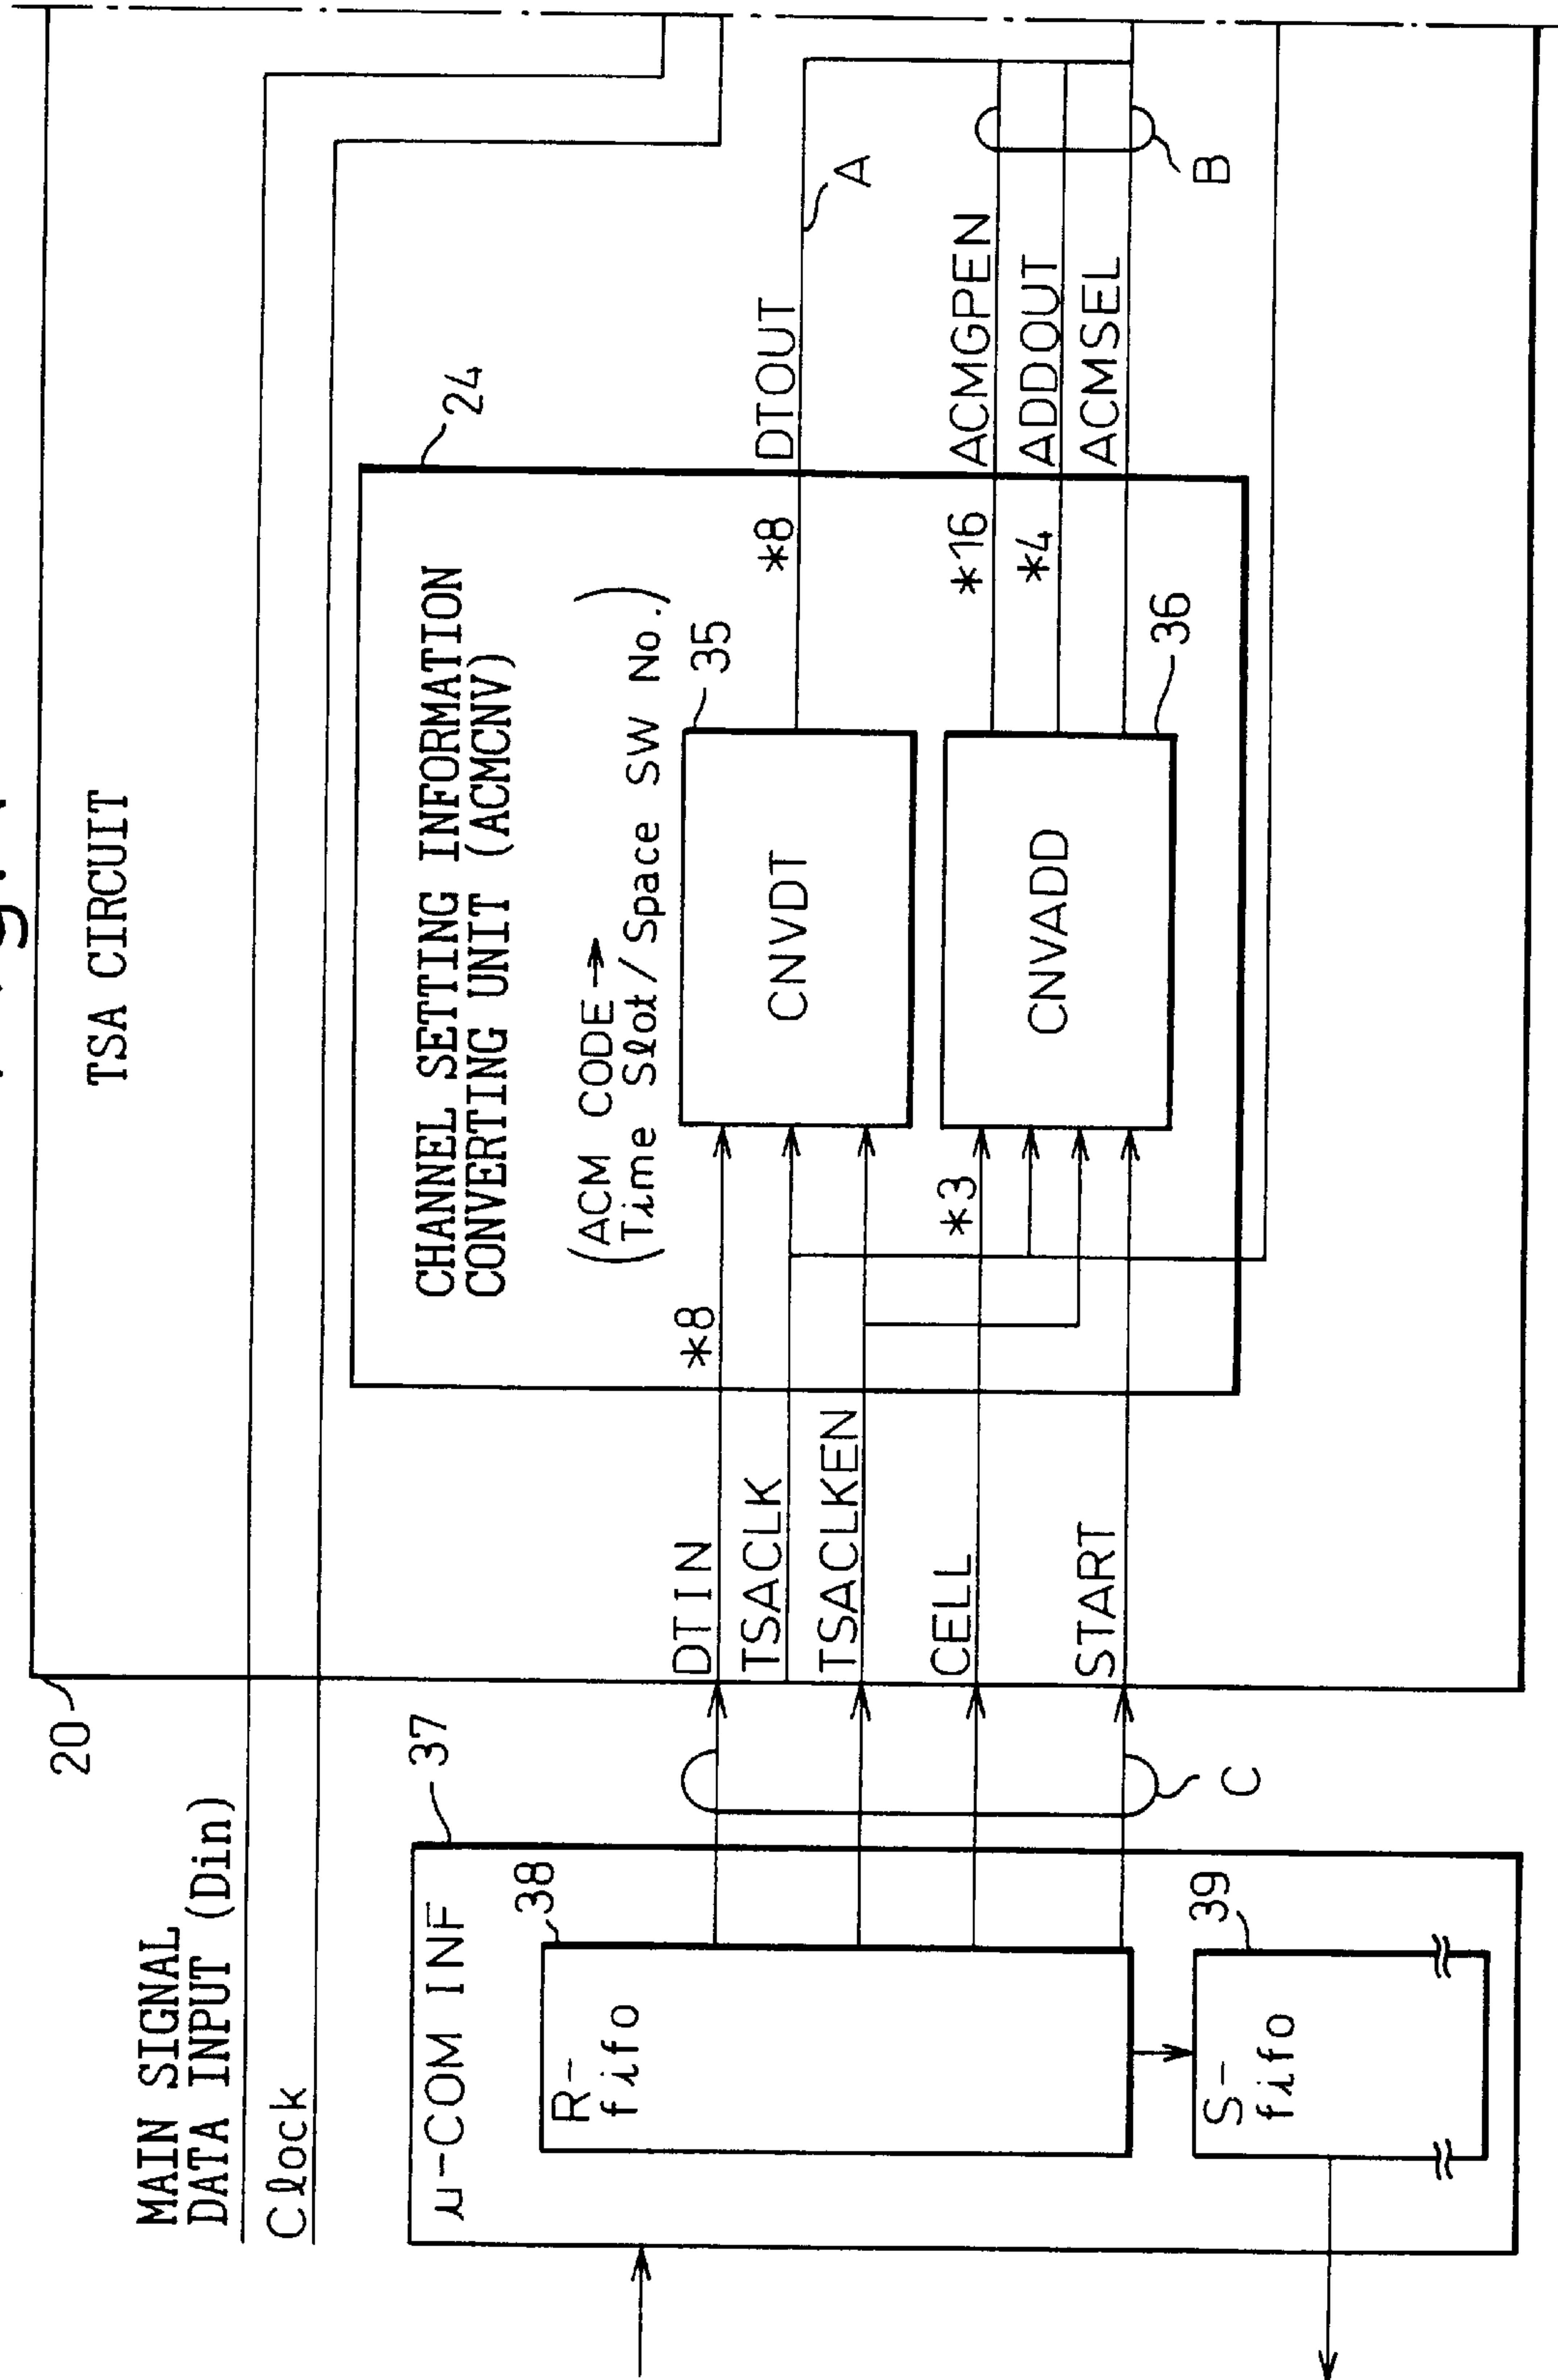 TSA CIRCUIT
20
MAIN SIGNAL
DATA INPUT (Din)
Clock
24
CHANNEL SETTING INFORMATION
CONVERTING UNIT (ACMCNV)
(ACM CODE→
Time Slot/Space SW No.)
37
μ-COM INF
38
R-
fifo
39
S-
fifo
C
DTIN
TSACLK
TSACLKEN
CELL
START
*8
*3
35
CNVDT
36
CNVADD
*8
*16
*4
DTOUT
ACMGPEN
ADDOUT
ACMSEL
A
B